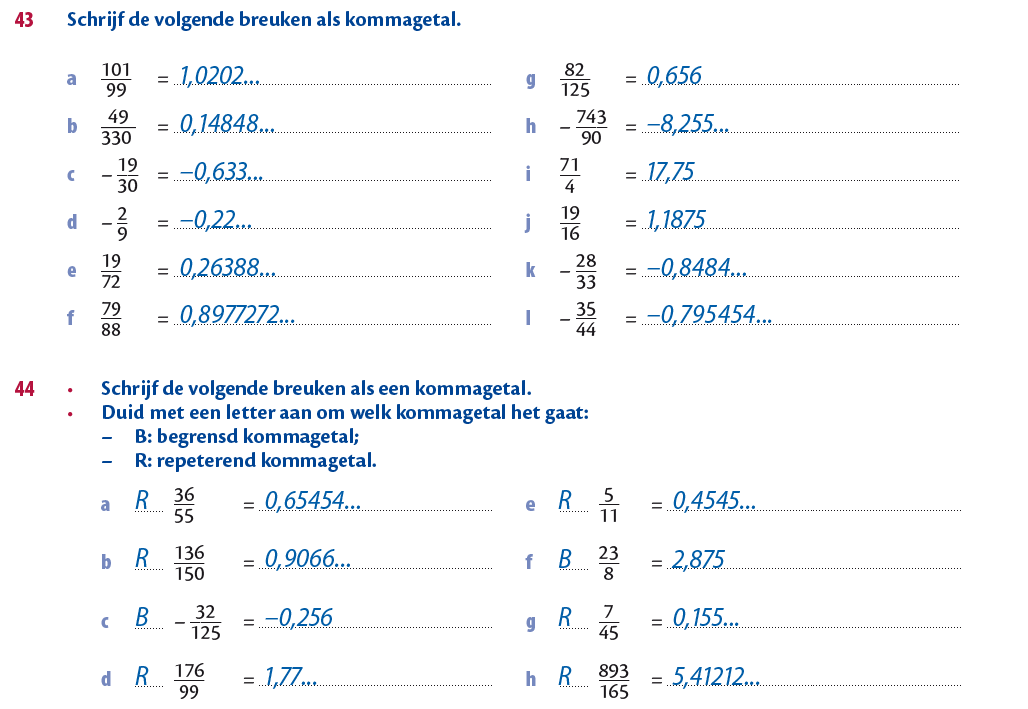 43 Schrijf de volgende breuken als kommagetal.
a 101/99 = 1,0202... g 82/125 = 0,656
b 49/330 = 0,14848... h – 743/90 = –8,255...
c – 19/30 = –0,633... i 71/4 = 17,75
d – 2/9 = –0,22... j 19/16 = 1,1875
e 19/72 = 0,26388... k – 28/33 = –0,8484...
f 79/88 = 0,8977272... l – 35/44 = –0,795454...
44 • Schrijf de volgende breuken als een kommagetal.
• Duid met een letter aan om welk kommagetal het gaat:
– B: begrensd kommagetal;
– R: repeterend kommagetal.
a R 36/55 = 0,65454... e R 5/11 = 0,4545...
b R 136/150 = 0,9066... f B 23/8 = 2,875
c B – 32/125 = –0,256 g R 7/45 = 0,155...
d R 176/99 = 1,77... h R 893/165 = 5,41212...